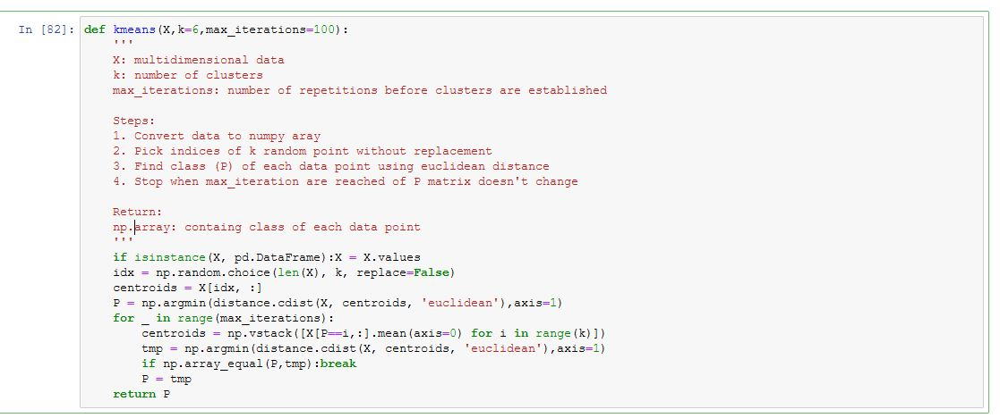 In [82]: def kmeans(X,k=6,max_iterations=100):
'''
X: multidimensional data
k: number of clusters
max_iterations: number of repetitions before clusters are established
Steps:
1. Convert data to numpy aray
2. Pick indices of k random point without replacement
3. Find class (P) of each data point using euclidean distance
4. Stop when max_iteration are reached of P matrix doesn't change
Return:
np.array: containg class of each data point
'''
if isinstance(X, pd.DataFrame):X = X.values
idx = np.random.choice(len(X), k, replace=False)
centroids = X[idx, :]
P = np.argmin(distance.cdist(X, centroids, 'euclidean'),axis=1)
for _ in range(max_iterations):
centroids = np.vstack([X[P==i,:].mean(axis=0) for i in range(k)])
tmp = np.argmin(distance.cdist(X, centroids, 'euclidean'),axis=1)
if np.array_equal(P,tmp):break
P = tmp
return P